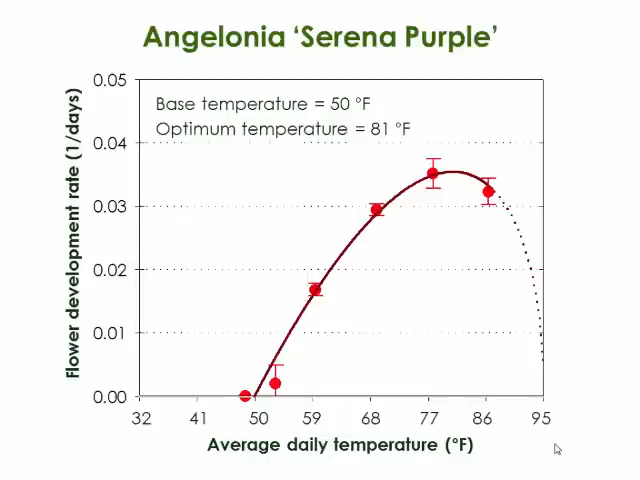 Angelonia ‘Serena Purple’
Base temperature = 50 °F
Optimum temperature = 81 °F
Flower development rate (1/days)
0.05
0.04
0.03
0.02
0.01
0.00
32 41 50 59 68 77 86 95
Average daily temperature (°F)